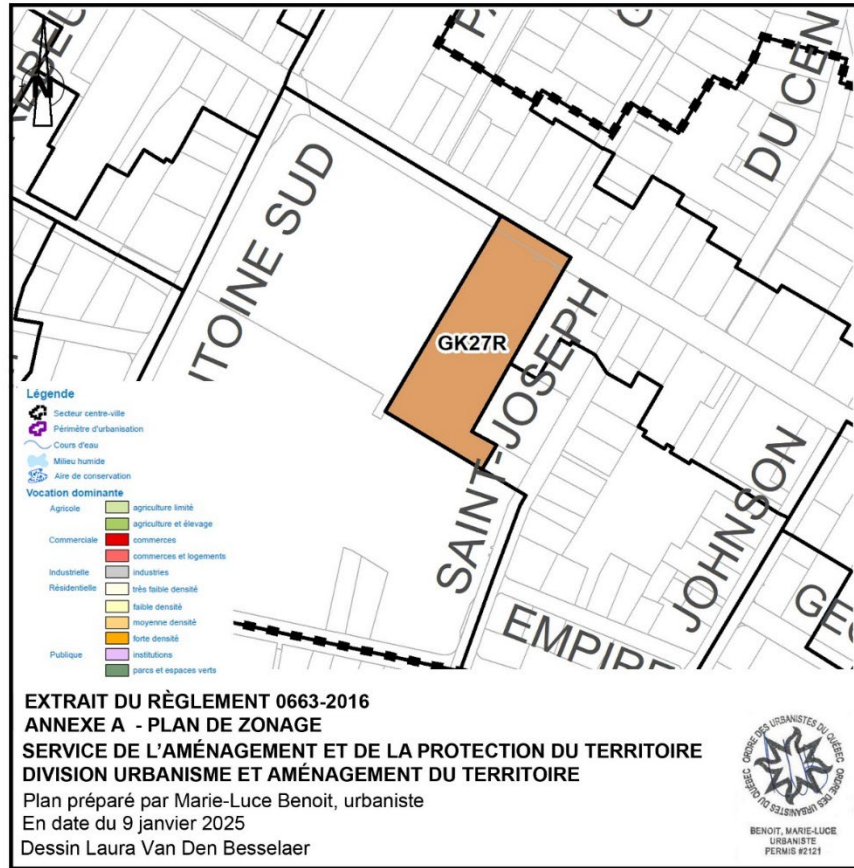 N
DU CEN
TOINE SUD
SAINT-JOSEPH
GK27R
JOHNSON
EMPIRE
Légende
Secteur centre-ville
Périmètre d'urbanisation
Cours d'eau
Milieu humide
Aire de conservation
Vocation dominante
Agricole agriculture limité
agriculture et élevage
Commerciale commerces
commerces et logements
Industrielle industries
Résidentielle très faible densité
faible densité
moyenne densité
forte densité
Publique institutions
parcs et espaces verts
EXTRAIT DU RÈGLEMENT 0663-2016
ANNEXE A - PLAN DE ZONAGE
SERVICE DE L'AMÉNAGEMENT ET DE LA PROTECTION DU TERRITOIRE
DIVISION URBANISME ET AMÉNAGEMENT DU TERRITOIRE
Plan préparé par Marie-Luce Benoit, urbaniste
En date du 9 janvier 2025
Dessin Laura Van Den Besselaer
ORDRE DES URBANISTES DU QUÉBEC ORDRE DES URBANISTES DU QUÉBEC
BENOIT, MARIE-LUCE
URBANISTE
PERMIS #2121